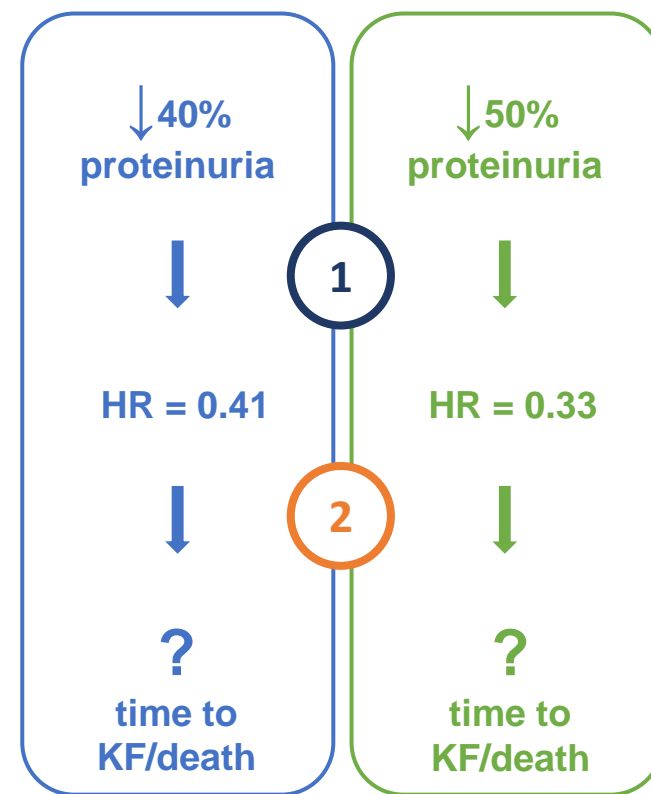 ↓40%
proteinuria
HR = 0.41
?
time to
KF/death
↓50%
proteinuria
HR = 0.33
?
time to
KF/death
1
2